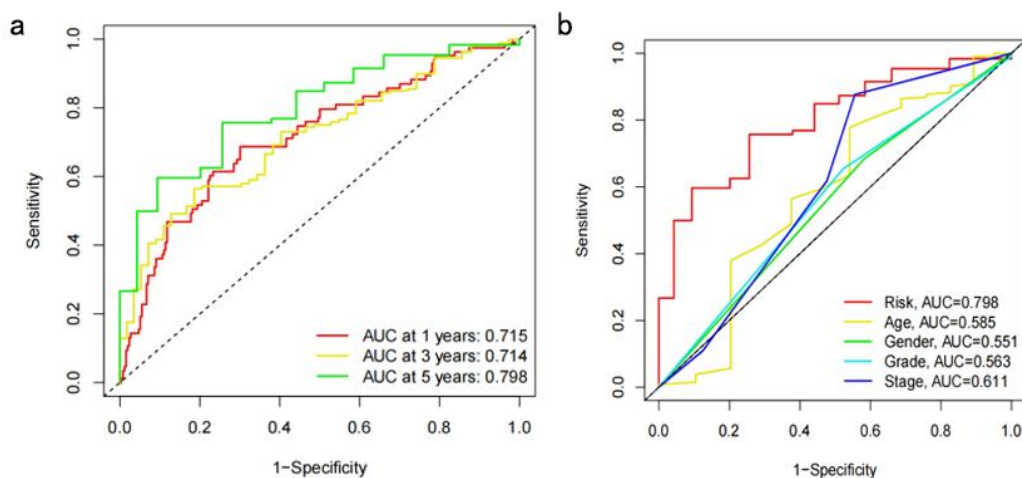 a
1.0
0.8
0.6
0.4
0.2
0.0
Sensitivity
AUC at 1 years: 0.715
AUC at 3 years: 0.714
AUC at 5 years: 0.798
0.0 0.2 0.4 0.6 0.8 1.0
1−Specificity
b
1.0
0.8
0.6
0.4
0.2
0.0
Sensitivity
Risk, AUC=0.798
Age, AUC=0.585
Gender, AUC=0.551
Grade, AUC=0.563
Stage, AUC=0.611
0.0 0.2 0.4 0.6 0.8 1.0
1−Specificity